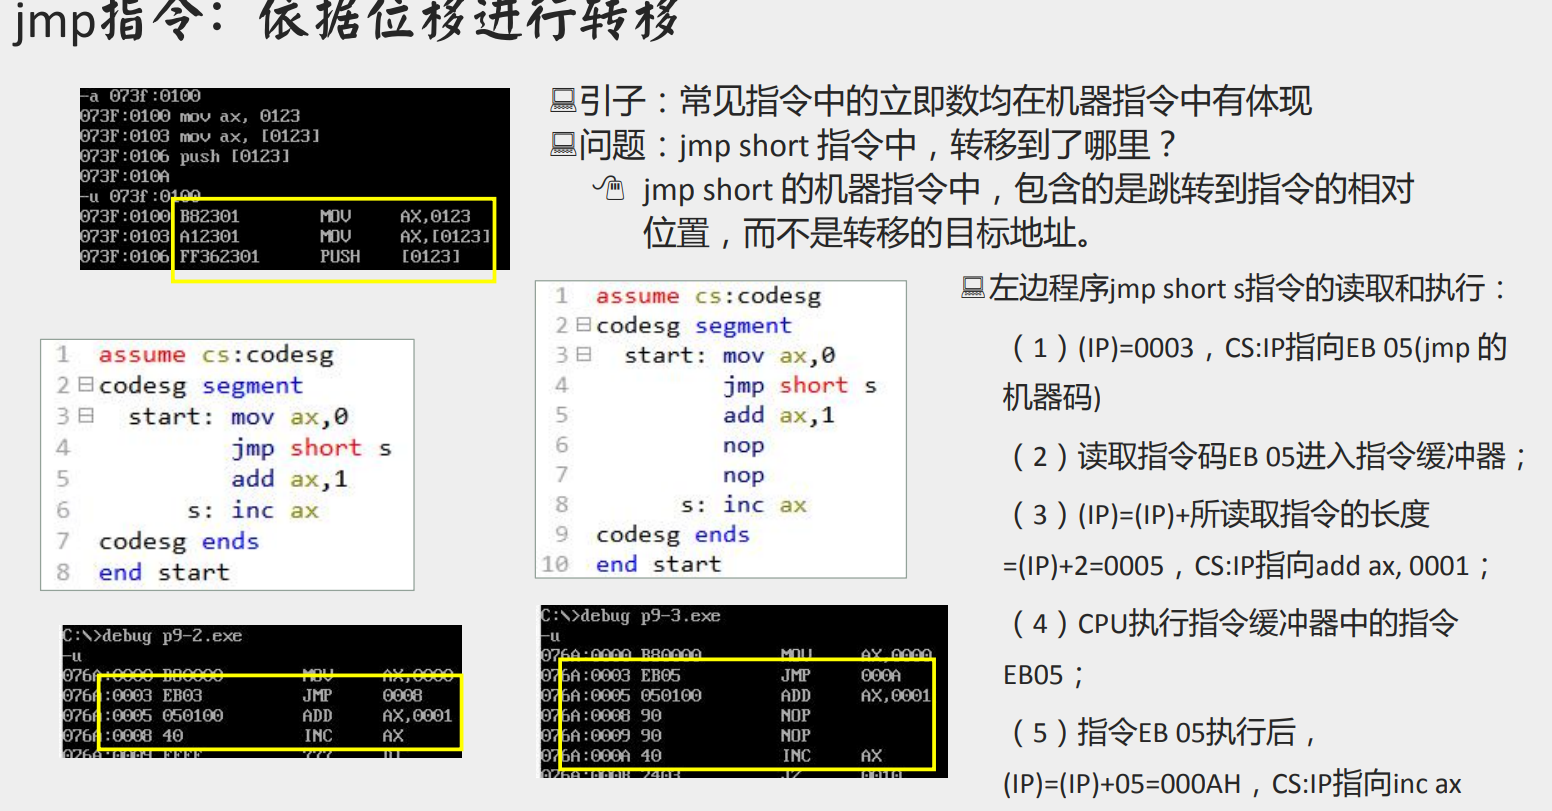 jmp指令：依据位移进行转移
-a 073f:0100
073F:0100 mov ax, 0123
073F:0103 mov ax, [0123]
073F:0106 push [0123]
073F:010A
-u 073f:0100
073F:0100 B82301 MOV AX,0123
073F:0103 A12301 MOV AX,[0123]
073F:0106 FF362301 PUSH [0123]
引子：常见指令中的立即数均在机器指令中有体现
问题：jmp short 指令中，转移到了哪里？
jmp short 的机器指令中，包含的是跳转到指令的相对
位置，而不是转移的目标地址。
1 assume cs:codesg
2 codesg segment
3 start: mov ax,0
4 jmp short s
5 add ax,1
6 s: inc ax
7 codesg ends
8 end start
C:\>debug p9-2.exe
-u
076A:0000 B80000 MOV AX,0000
076A:0003 EB03 JMP 0008
076A:0005 050100 ADD AX,0001
076A:0008 40 INC AX
1 assume cs:codesg
2 codesg segment
3 start: mov ax,0
4 jmp short s
5 add ax,1
6 nop
7 nop
8 s: inc ax
9 codesg ends
10 end start
C:\>debug p9-3.exe
-u
076A:0000 B80000 MOV AX,0000
076A:0003 EB05 JMP 000A
076A:0005 050100 ADD AX,0001
076A:0008 90 NOP
076A:0009 90 NOP
076A:000A 40 INC AX
左边程序jmp short s指令的读取和执行：
（1）(IP)=0003，CS:IP指向EB 05(jmp 的
机器码)
（2）读取指令码EB 05进入指令缓冲器；
（3）(IP)=(IP)+所读取指令的长度
=(IP)+2=0005，CS:IP指向add ax, 0001；
（4）CPU执行指令缓冲器中的指令
EB05；
（5）指令EB 05执行后，
(IP)=(IP)+05=000AH，CS:IP指向inc ax